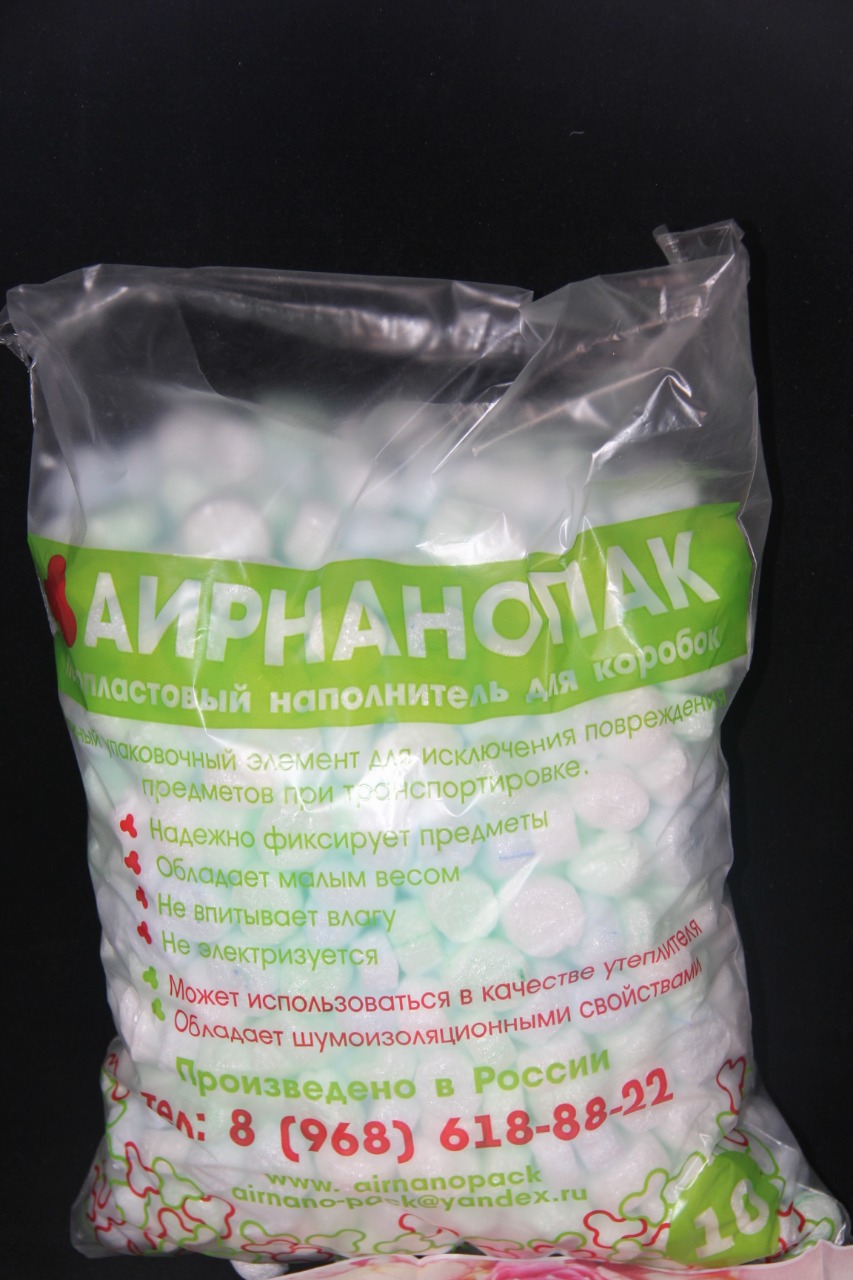 АИРНАНОПАК
пластовый наполнитель для коробок
упаковочный элемент для исключения повреждения
предметов при транспортировке.
Надежно фиксирует предметы
Обладает малым весом
Не впитывает влагу
Не электризуется
Может использоваться в качестве утеплителя
Обладает шумоизоляционными свойствами
Произведено в России
тел: 8 (968) 618-88-22
www. airnanopack
airnano-pack@yandex.ru
10